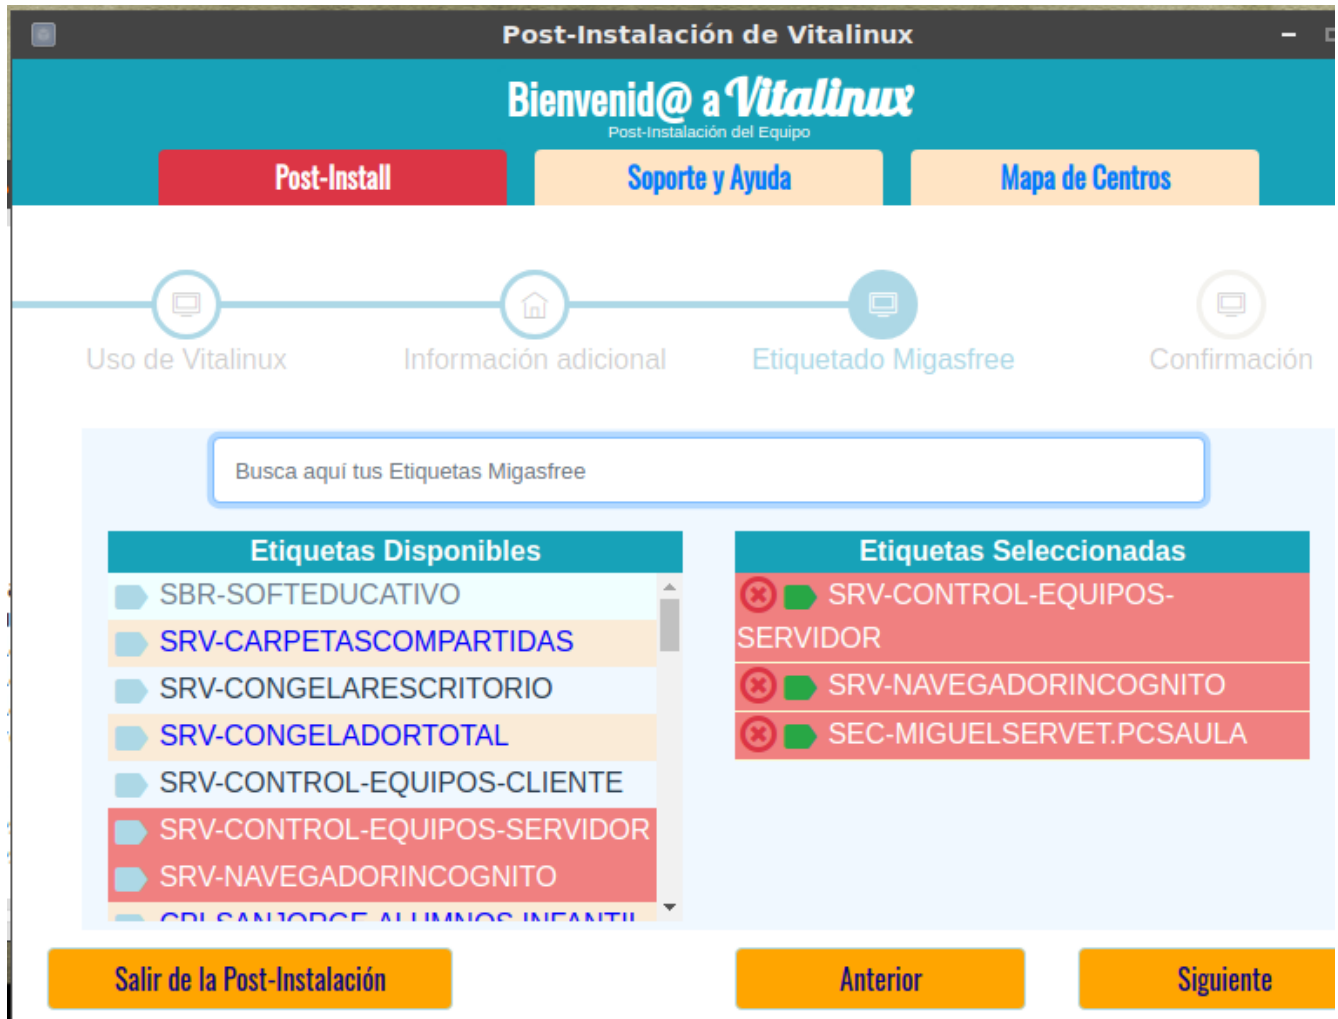 Post-Instalación de Vitalinux
Bienvenid@ a Vitalinux
Post-Instalación del Equipo
Post-Install
Soporte y Ayuda
Mapa de Centros
Uso de Vitalinux
Información adicional
Etiquetado Migasfree
Confirmación
Busca aquí tus Etiquetas Migasfree
Etiquetas Disponibles
SBR-SOFTEDUCATIVO
SRV-CARPETASCOMPARTIDAS
SRV-CONGELARESCRITORIO
SRV-CONGELADORTOTAL
SRV-CONTROL-EQUIPOS-CLIENTE
SRV-CONTROL-EQUIPOS-SERVIDOR
SRV-NAVEGADORINCOGNITO
Etiquetas Seleccionadas
SRV-CONTROL-EQUIPOS-
SERVIDOR
SRV-NAVEGADORINCOGNITO
SEC-MIGUELSERVET.PCSAULA
Salir de la Post-Instalación
Anterior
Siguiente